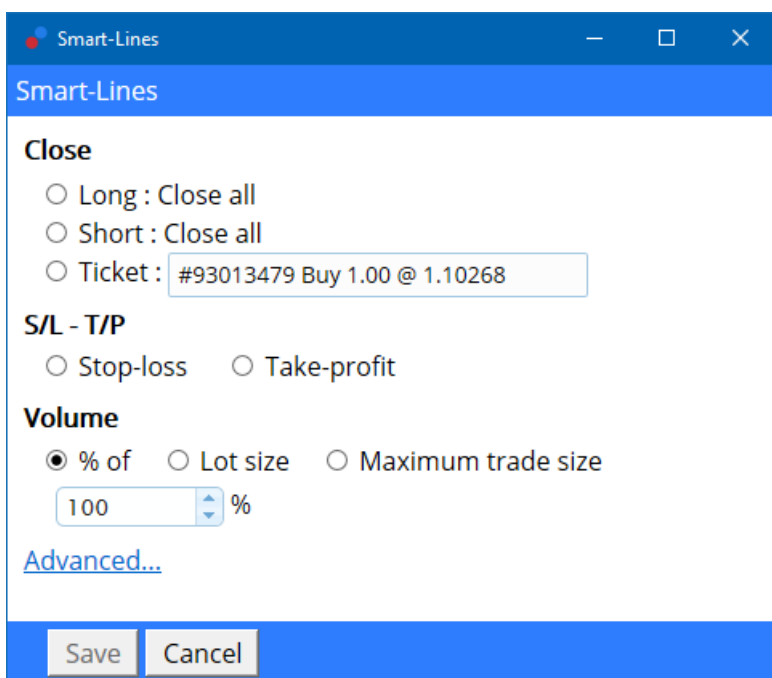 Smart-Lines
Smart-Lines
Close
Long : Close all
Short : Close all
Ticket : #93013479 Buy 1.00 @ 1.10268
S/L - T/P
Stop-loss Take-profit
Volume
% of Lot size Maximum trade size
100 %
Advanced...
Save Cancel